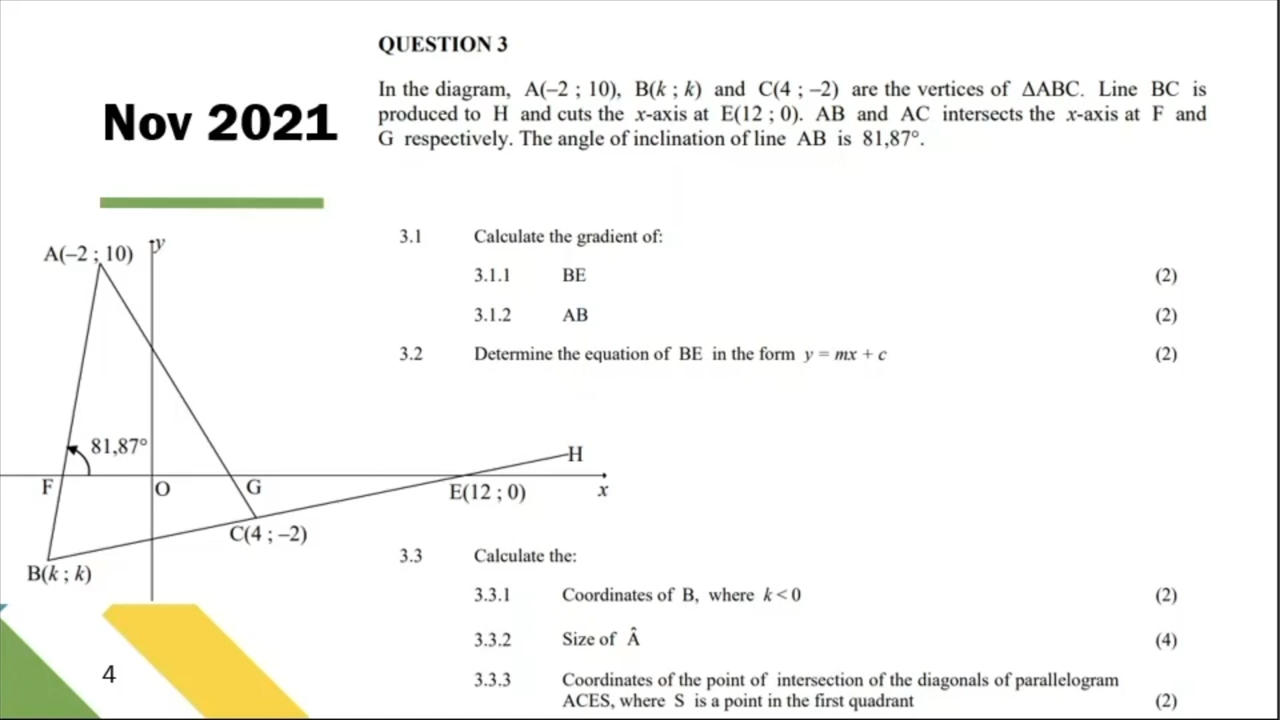 QUESTION 3
In the diagram, A(–2 ; 10), B(k ; k) and C(4 ; –2) are the vertices of ΔABC. Line BC is
produced to H and cuts the x-axis at E(12 ; 0). AB and AC intersects the x-axis at F and
G respectively. The angle of inclination of line AB is 81,87°.
Nov 2021
3.1 Calculate the gradient of:
3.1.1 BE (2)
3.1.2 AB (2)
3.2 Determine the equation of BE in the form y = mx + c (2)
A(–2 ; 10)
y
81,87°
H
F
O
G
E(12 ; 0)
x
C(4 ; –2)
B(k ; k)
3.3 Calculate the:
3.3.1 Coordinates of B, where k < 0 (2)
3.3.2 Size of Â (4)
3.3.3 Coordinates of the point of intersection of the diagonals of parallelogram
ACES, where S is a point in the first quadrant (2)
4